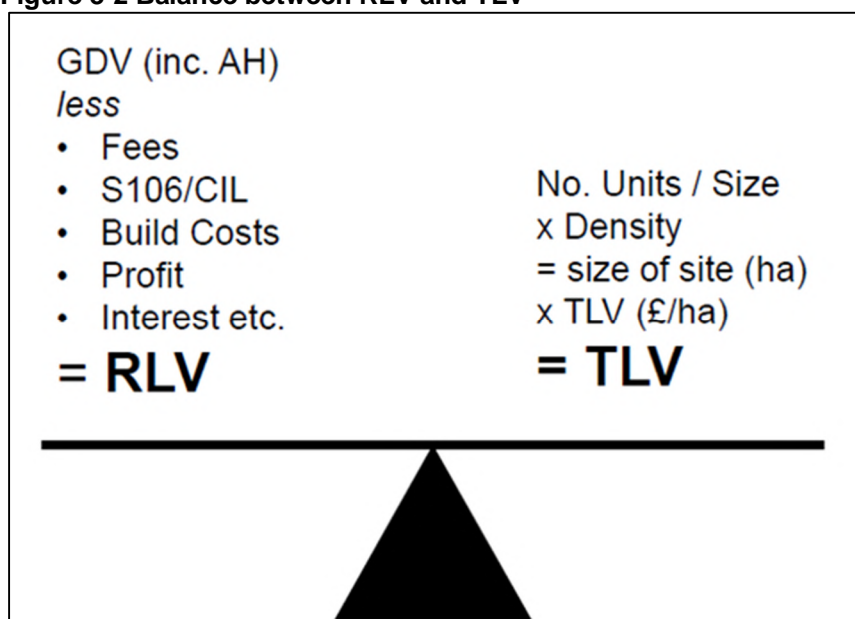 Figure Balance between RLV and TLV
GDV (inc. AH)
less
• Fees
• S106/CIL
• Build Costs
• Profit
• Interest etc.
= RLV
No. Units / Size
x Density
= size of site (ha)
x TLV (£/ha)
= TLV